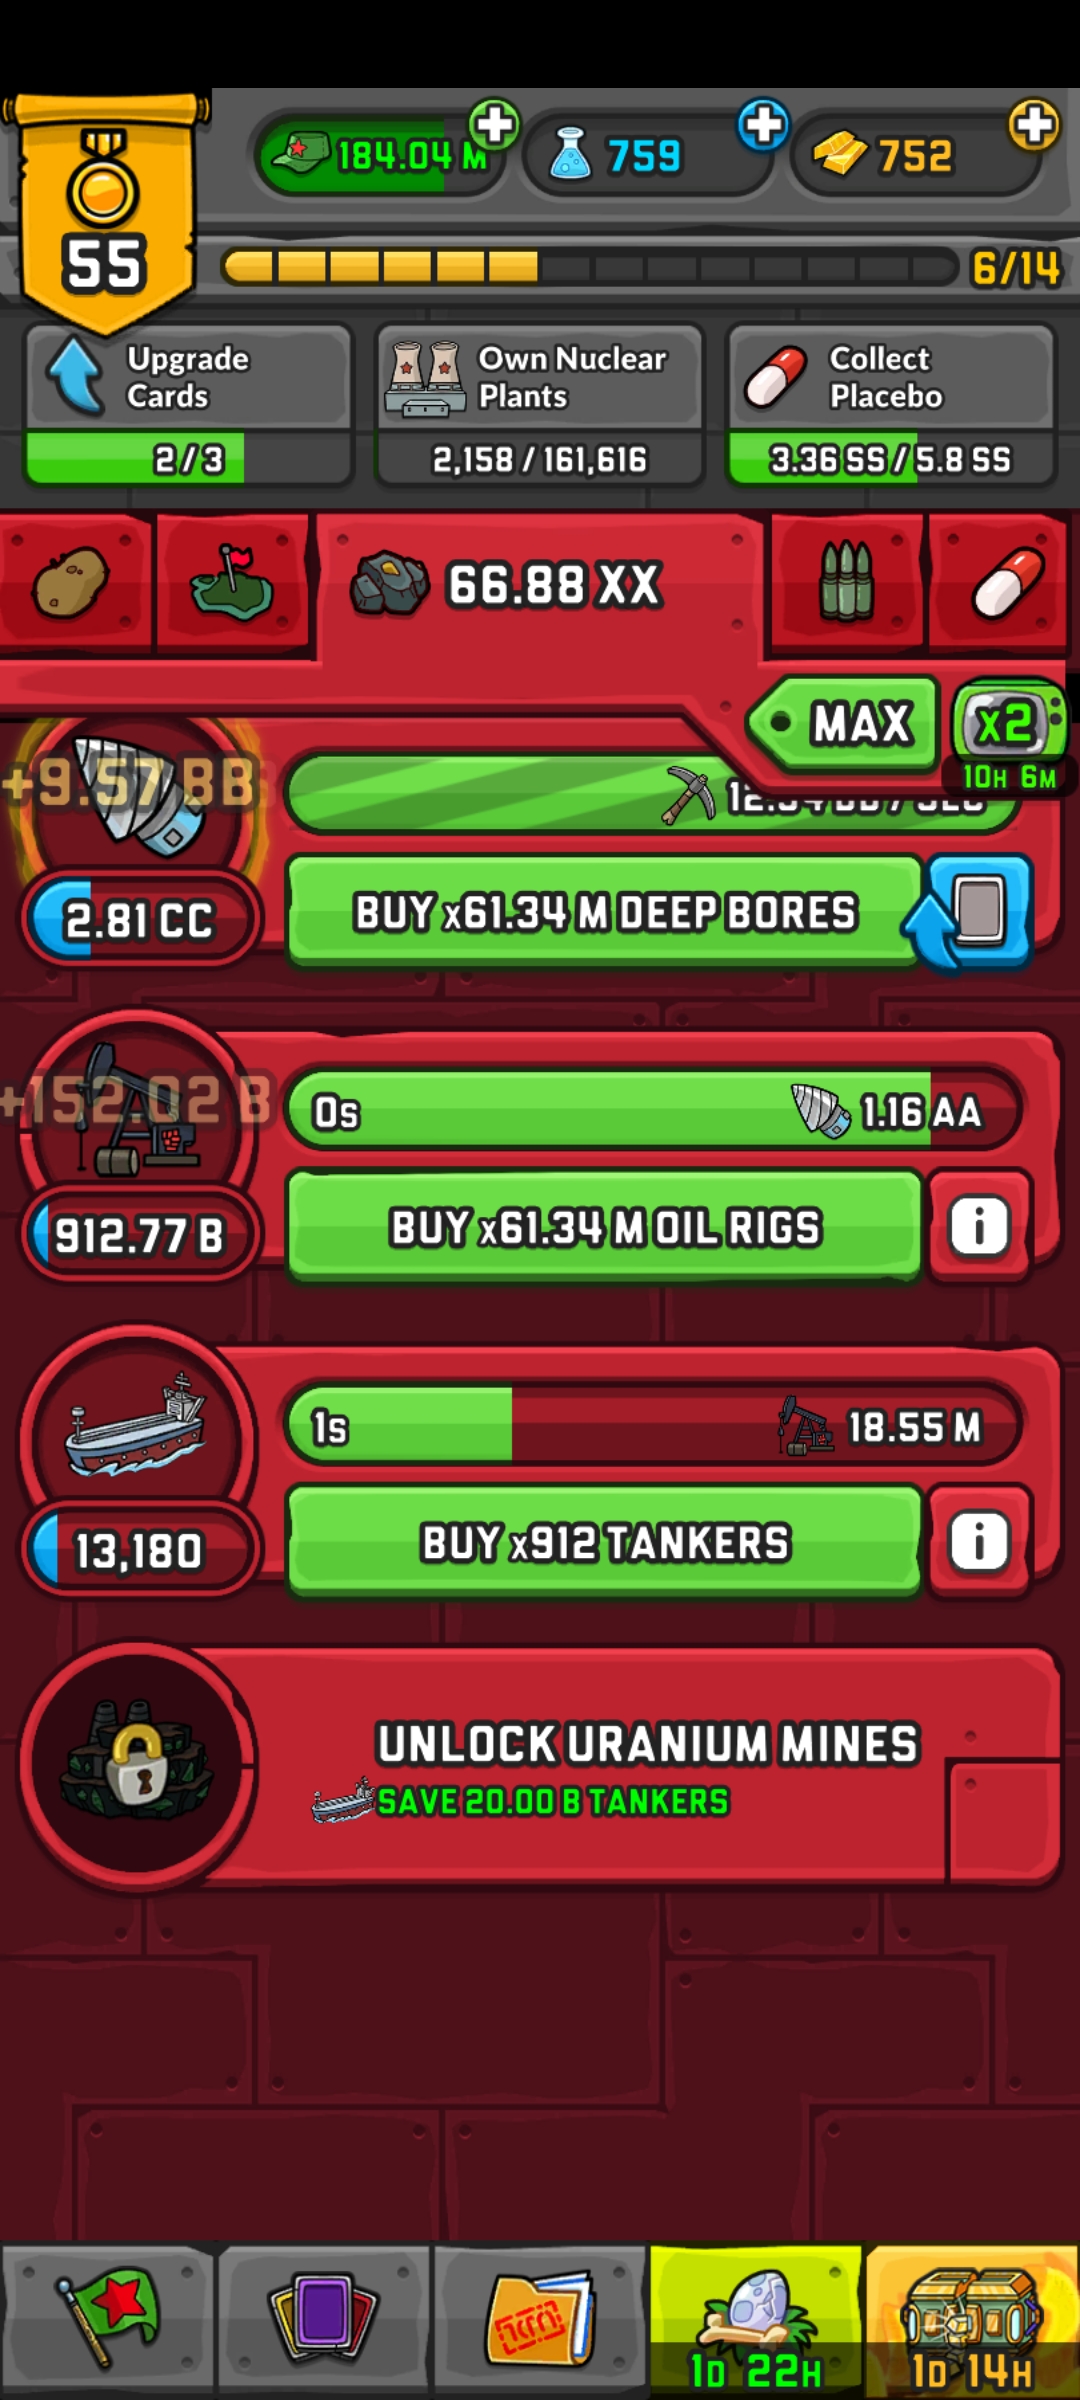 184.04 M
759
752
55
6/14
Upgrade
Cards
2/3
Own Nuclear
Plants
2,158 / 161,616
Collect
Placebo
3.36 SS / 5.8 SS
66.88 XX
MAX
x2
10H 6M
+9.57 BB
2.81 CC
BUY x61.34 M DEEP BORES
+152.02 B
0s
1.16 AA
912.77 B
BUY x61.34 M OIL RIGS
i
1s
18.55 M
13,180
BUY x912 TANKERS
i
UNLOCK URANIUM MINES
SAVE 20.00 B TANKERS
1D 22H
1D 14H